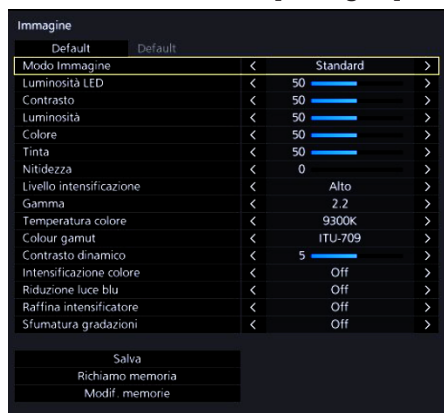 Immagine
Default Default
Modo Immagine < Standard >
Luminosità LED < 50 >
Contrasto < 50 >
Luminosità < 50 >
Colore < 50 >
Tinta < 50 >
Nitidezza < 0 >
Livello intensificazione < Alto >
Gamma < 2.2 >
Temperatura colore < 9300K >
Colour gamut < ITU-709 >
Contrasto dinamico < 5 >
Intensificazione colore < Off >
Riduzione luce blu < Off >
Raffina intensificatore < Off >
Sfumatura gradazioni < Off >
Salva
Richiamo memoria
Modif. memorie